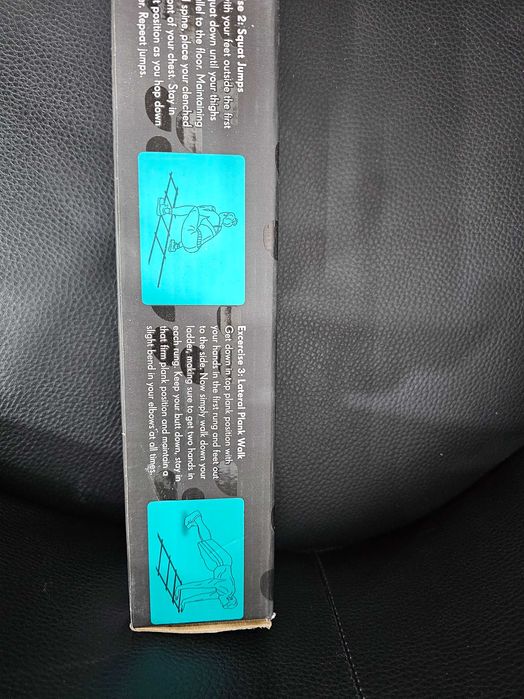 se 2: Squat Jumps
ith your feet outside the first
quat down until your thighs
llel to the floor. Maintaining
l spine, place your clenched
ont of your chest. Stay in
t position as you hop down
er. Repeat jumps.
Excercise 3: Lateral Plank Walk
Get down in top plank position with
your hands in the first rung and feet out
to the side. Now simply walk down your
ladder, making sure to get two hands in
each rung. Keep your butt down, stay in
that firm plank position and maintain a
slight bend in your elbows at all times.